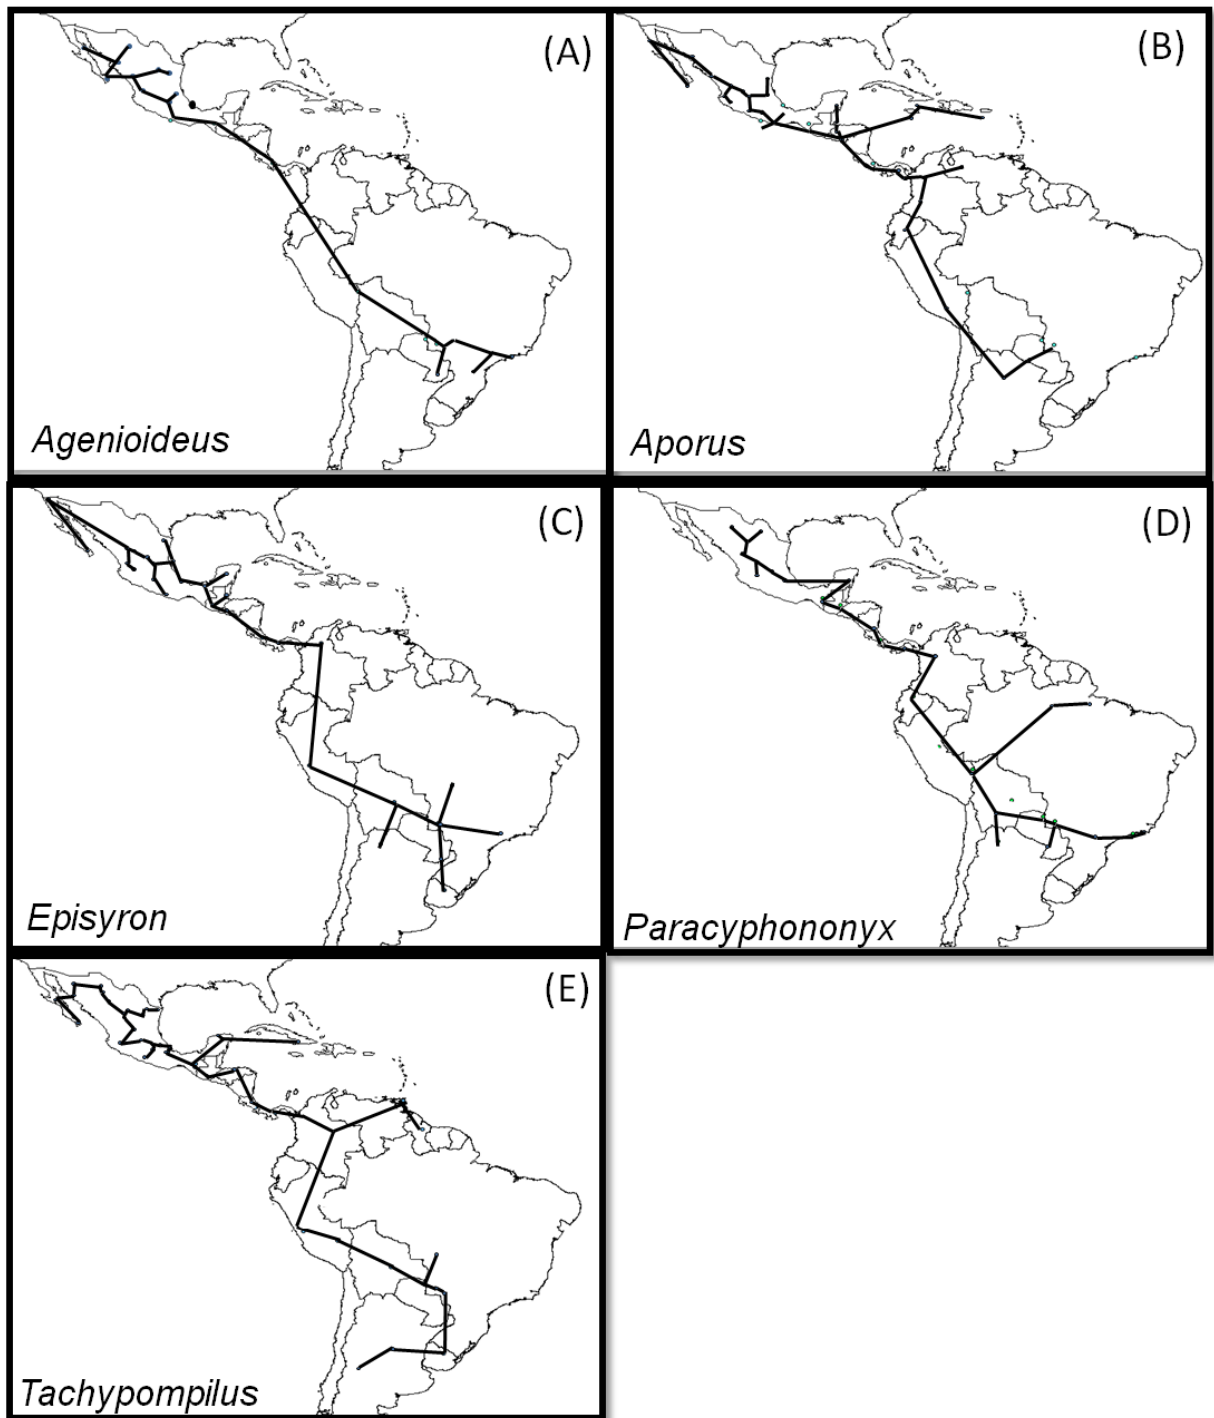 (A)
Agenioideus
(B)
Aporus
(C)
Episyron
(D)
Paracyphononyx
(E)
Tachypompilus